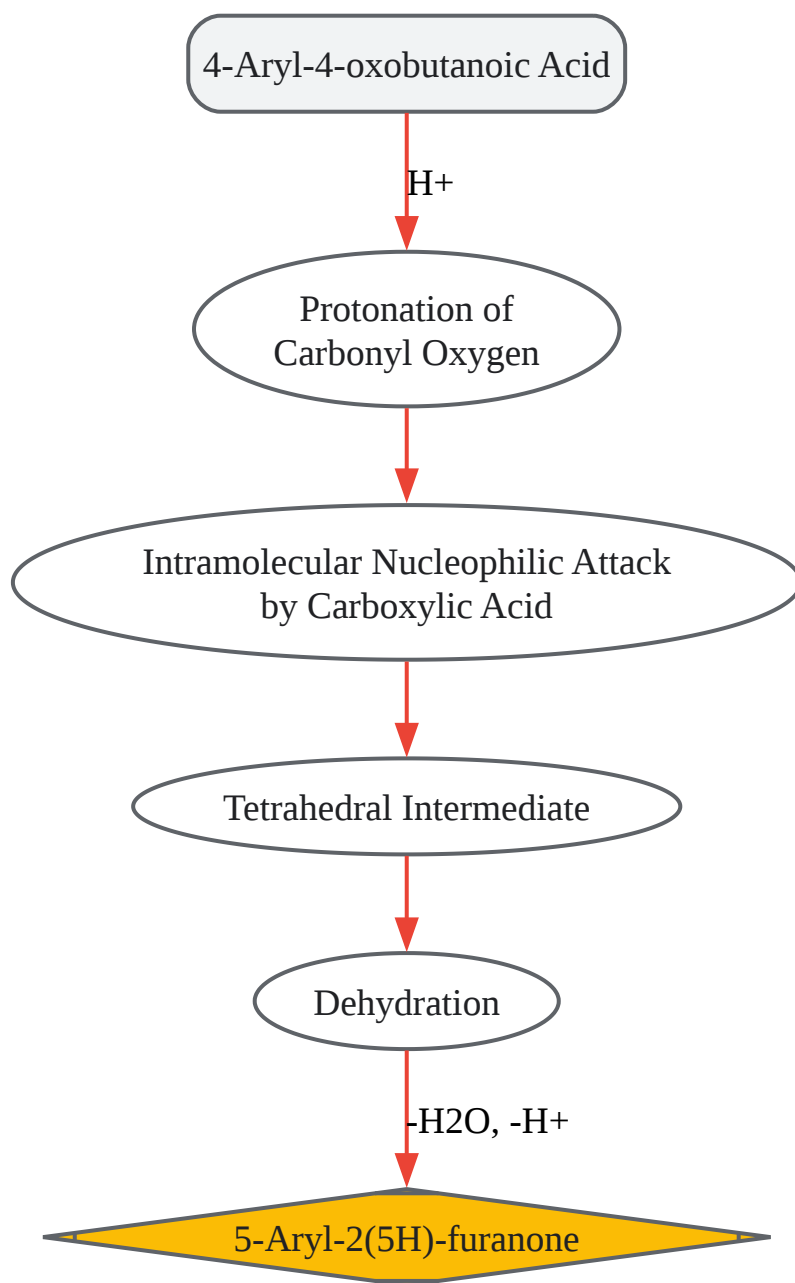 4-Aryl-4-oxobutanoic Acid
H+
Protonation of
Carbonyl Oxygen
Intramolecular Nucleophilic Attack
by Carboxylic Acid
Tetrahedral Intermediate
Dehydration
-H2O, -H+
5-Aryl-2(5H)-furanone